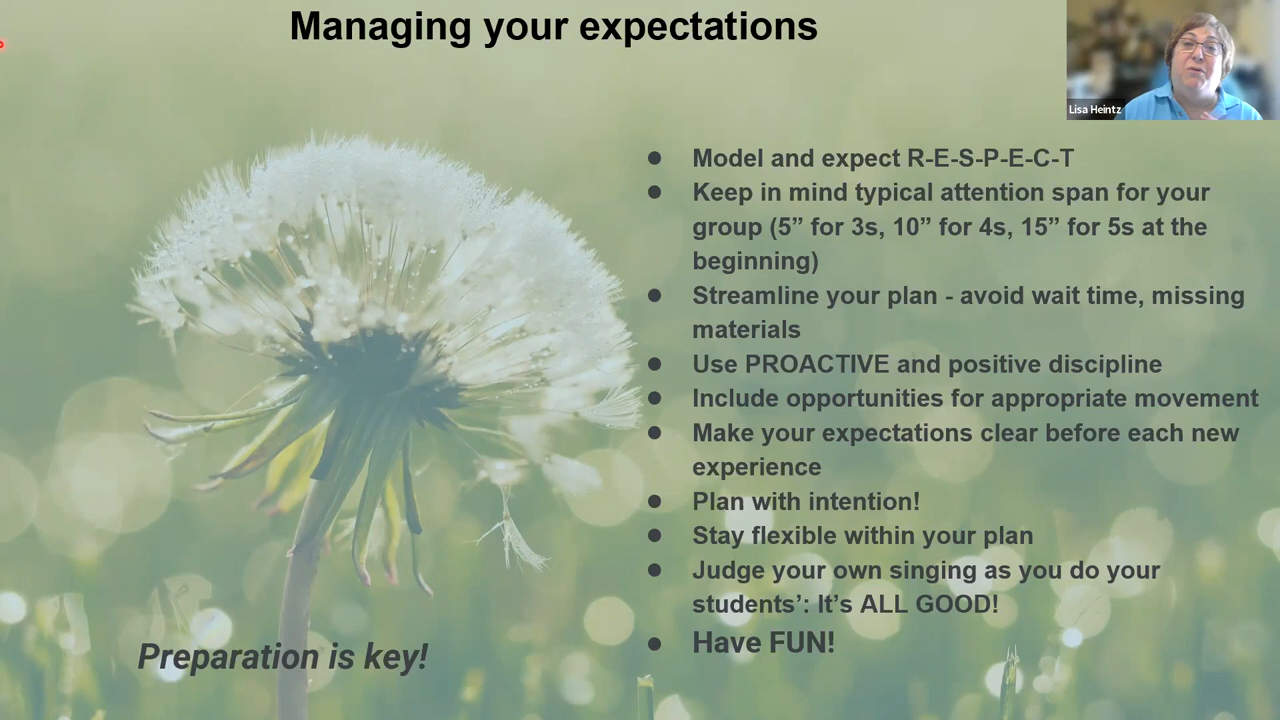 Managing your expectations
Lisa Heintz
● Model and expect R-E-S-P-E-C-T
● Keep in mind typical attention span for your
group (5” for 3s, 10” for 4s, 15” for 5s at the
beginning)
● Streamline your plan - avoid wait time, missing
materials
● Use PROACTIVE and positive discipline
● Include opportunities for appropriate movement
● Make your expectations clear before each new
experience
● Plan with intention!
● Stay flexible within your plan
● Judge your own singing as you do your
students’: It’s ALL GOOD!
● Have FUN!
Preparation is key!